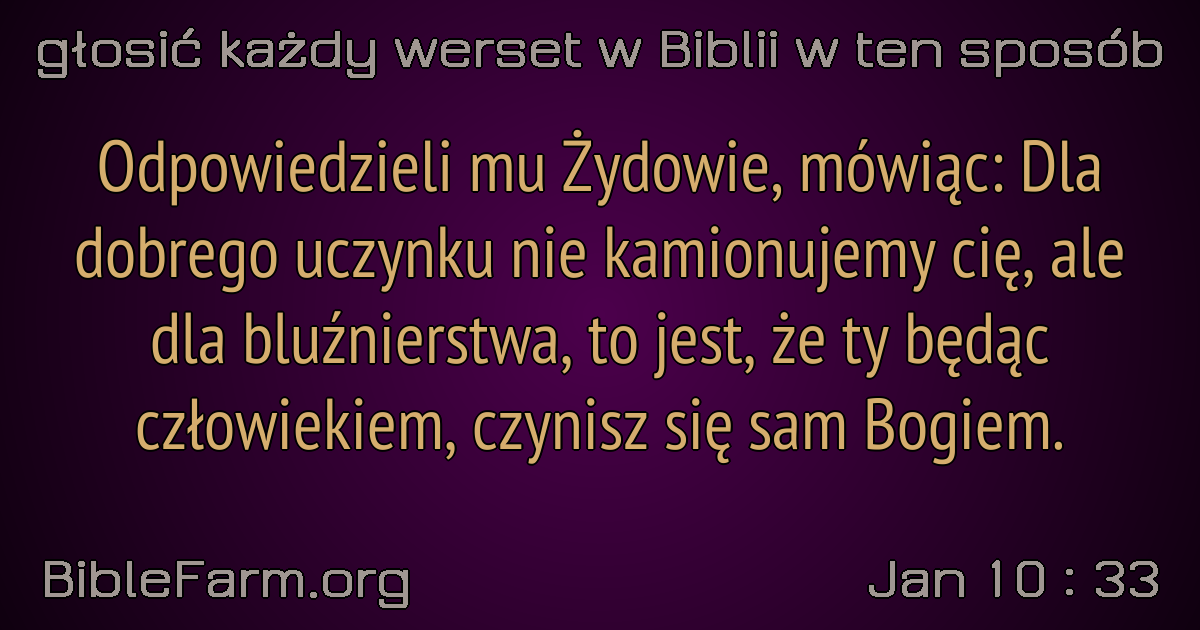 głosić każdy werset w Biblii w ten sposób
Odpowiedzieli mu Żydowie, mówiąc: Dla
dobrego uczynku nie kamionujemy cię, ale
dla bluźnierstwa, to jest, że ty będąc
człowiekiem, czynisz się sam Bogiem.
BibleFarm.org
Jan 10 : 33